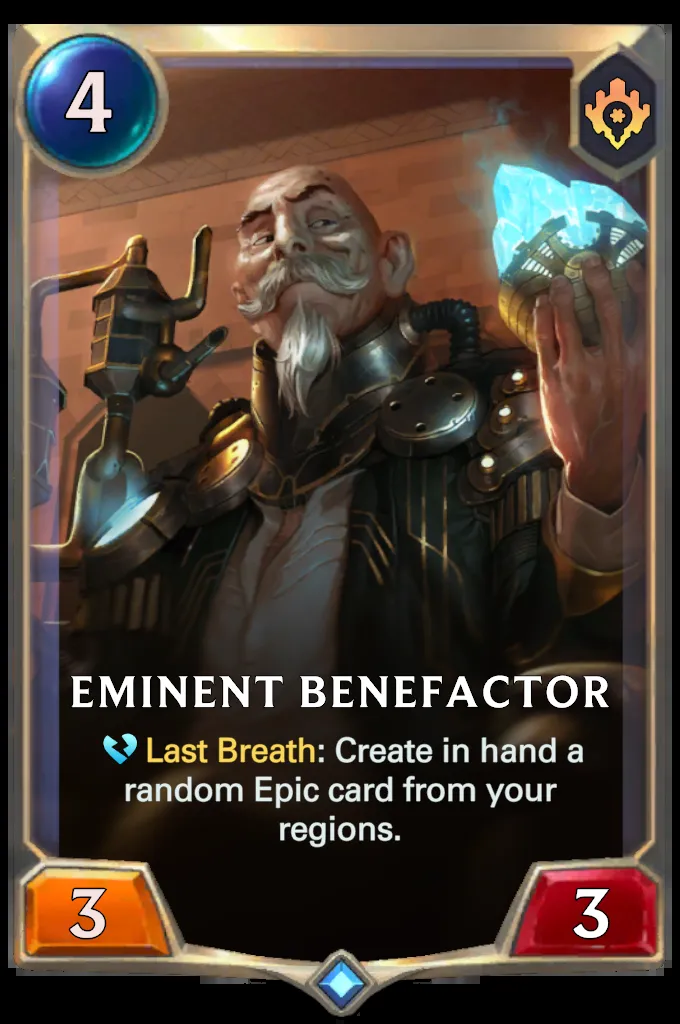 4
EMINENT BENEFACTOR
Last Breath: Create in hand a
random Epic card from your
regions.
3 3